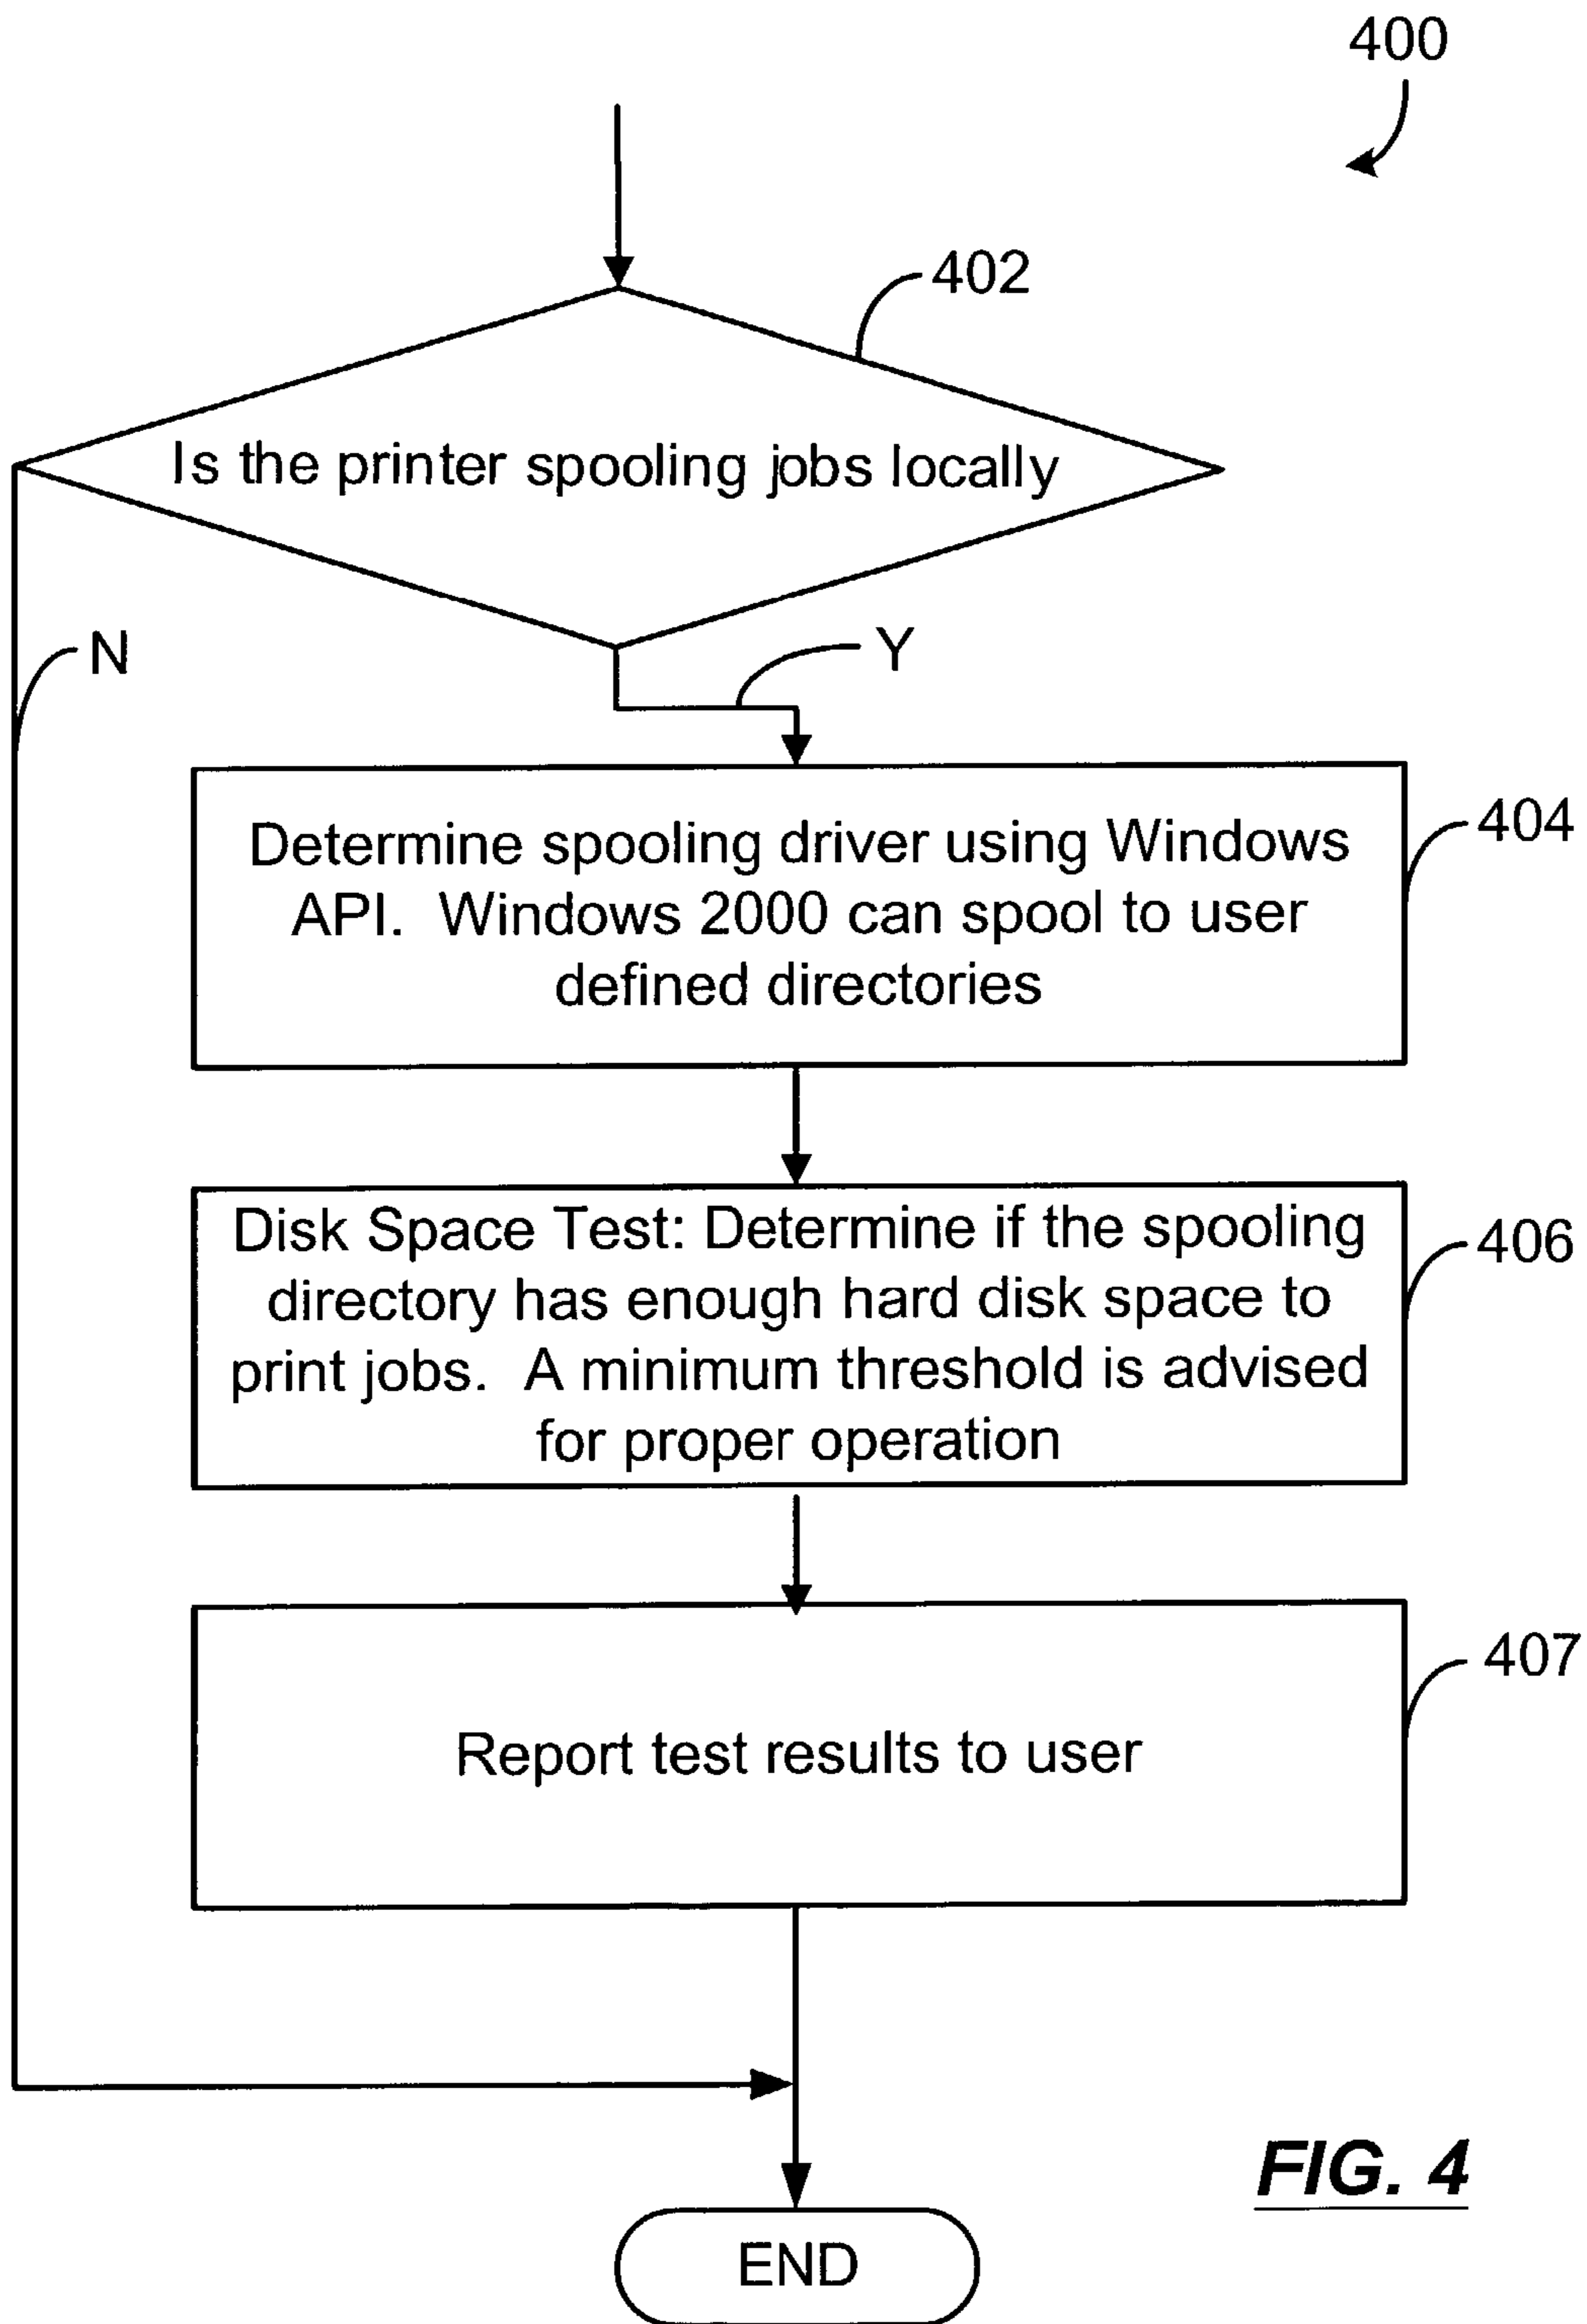 400
402
Is the printer spooling jobs locally
N
Y
Determine spooling driver using Windows
API.  Windows 2000 can spool to user
defined directories
404
Disk Space Test: Determine if the spooling
directory has enough hard disk space to
print jobs.  A minimum threshold is advised
for proper operation
406
Report test results to user
407
FIG. 4
END